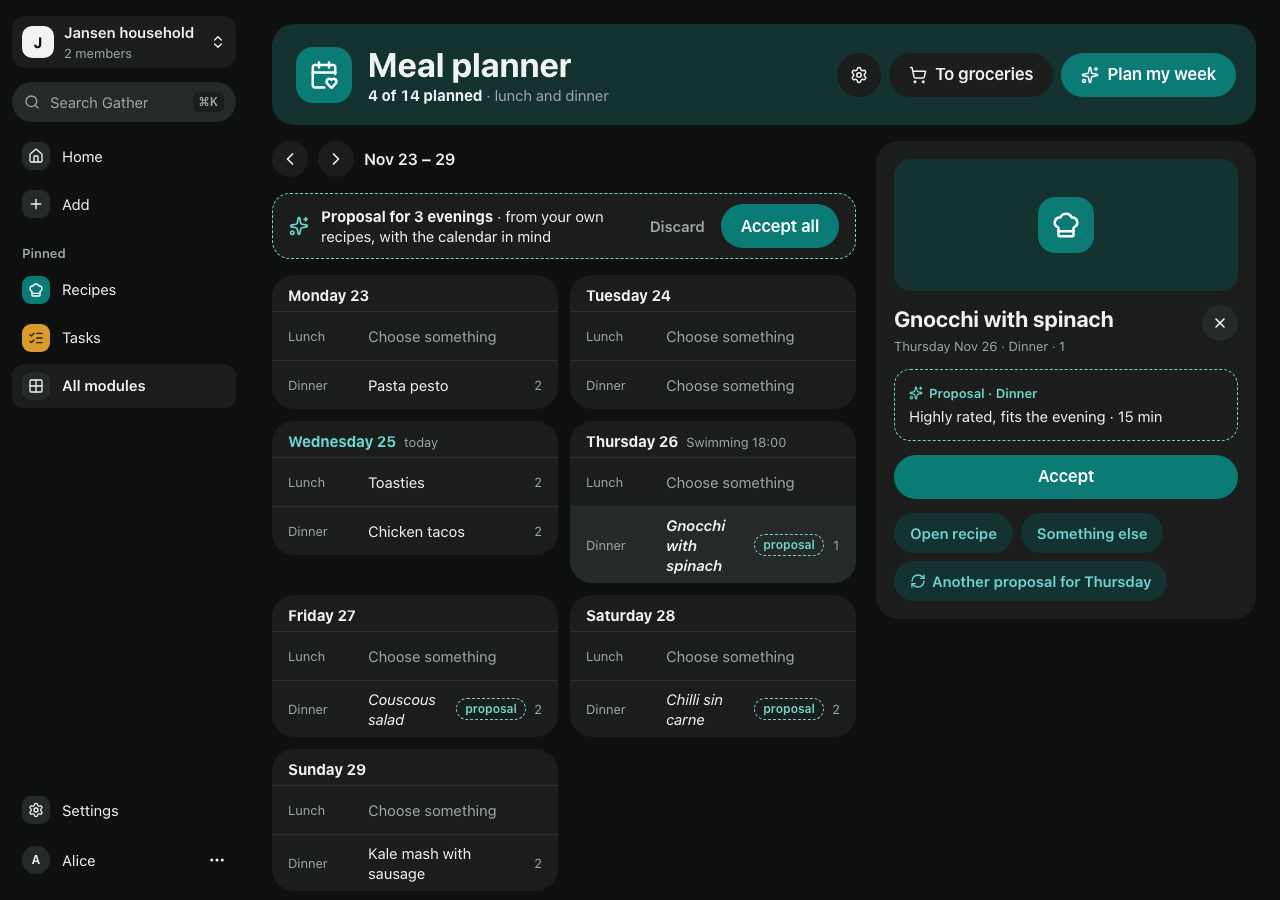 J
Jansen household
2 members
Search Gather
⌘K
Home
Add
Pinned
Recipes
Tasks
All modules
Settings
A
Alice
Meal planner
4 of 14 planned · lunch and dinner
To groceries
Plan my week
Nov 23 – 29
Proposal for 3 evenings · from your own
recipes, with the calendar in mind
Discard
Accept all
Monday 23
Lunch Choose something
Dinner Pasta pesto 2
Tuesday 24
Lunch Choose something
Dinner Choose something
Wednesday 25 today
Lunch Toasties 2
Dinner Chicken tacos 2
Thursday 26 Swimming 18:00
Lunch Choose something
Dinner
Gnocchi
with
spinach
proposal 1
Friday 27
Lunch Choose something
Dinner
Couscous
salad
proposal 2
Saturday 28
Lunch Choose something
Dinner
Chilli sin
carne
proposal 2
Sunday 29
Lunch Choose something
Dinner
Kale mash with
sausage
2
Gnocchi with spinach
Thursday Nov 26 · Dinner · 1
Proposal · Dinner
Highly rated, fits the evening · 15 min
Accept
Open recipe
Something else
Another proposal for Thursday